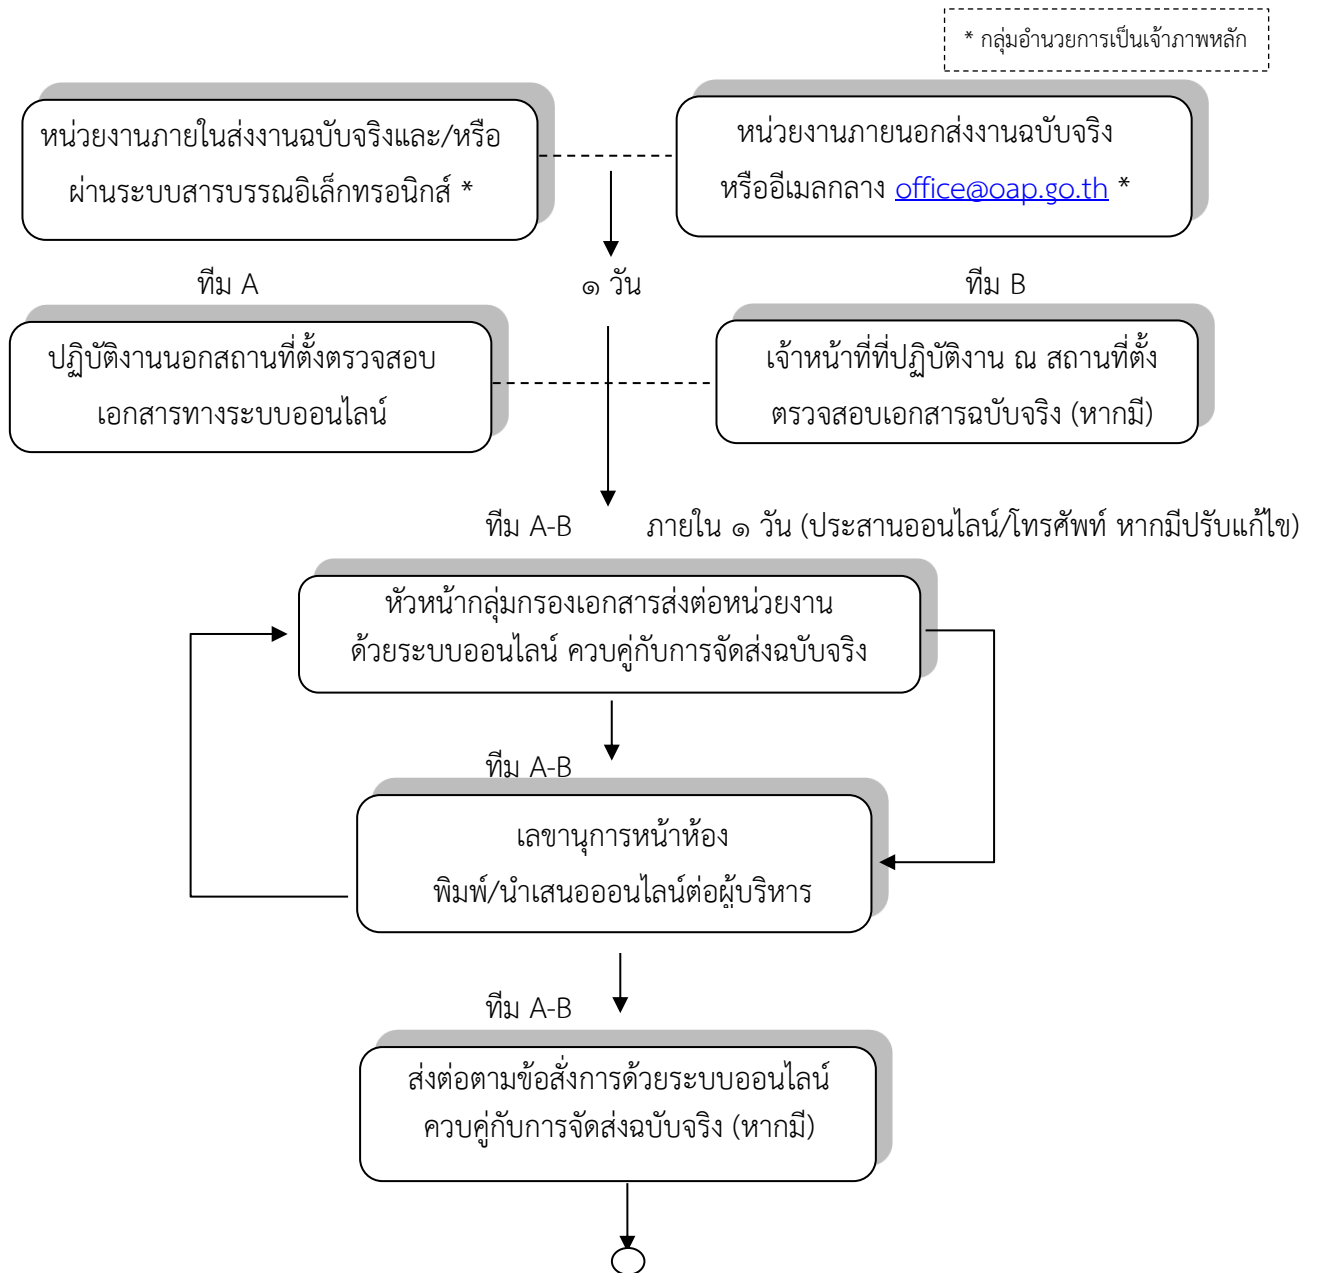 * กลุ่มอำนวยการเป็นเจ้าภาพหลัก
หน่วยงานภายในส่งงานฉบับจริงและ/หรือ
ผ่านระบบสารบรรณอิเล็กทรอนิกส์ *
หน่วยงานภายนอกส่งงานฉบับจริง
หรืออีเมลกลาง office@oap.go.th *
ทีม A
๑ วัน
ทีม B
ปฏิบัติงานนอกสถานที่ตั้งตรวจสอบ
เอกสารทางระบบออนไลน์
เจ้าหน้าที่ที่ปฏิบัติงาน ณ สถานที่ตั้ง
ตรวจสอบเอกสารฉบับจริง (หากมี)
ทีม A-B ภายใน ๑ วัน (ประสานออนไลน์/โทรศัพท์ หากมีปรับแก้ไข)
หัวหน้ากลุ่มกรองเอกสารส่งต่อหน่วยงาน
ด้วยระบบออนไลน์ ควบคู่กับการจัดส่งฉบับจริง
ทีม A-B
เลขานุการหน้าห้อง
พิมพ์/นำเสนอออนไลน์ต่อผู้บริหาร
ทีม A-B
ส่งต่อตามข้อสั่งการด้วยระบบออนไลน์
ควบคู่กับการจัดส่งฉบับจริง (หากมี)